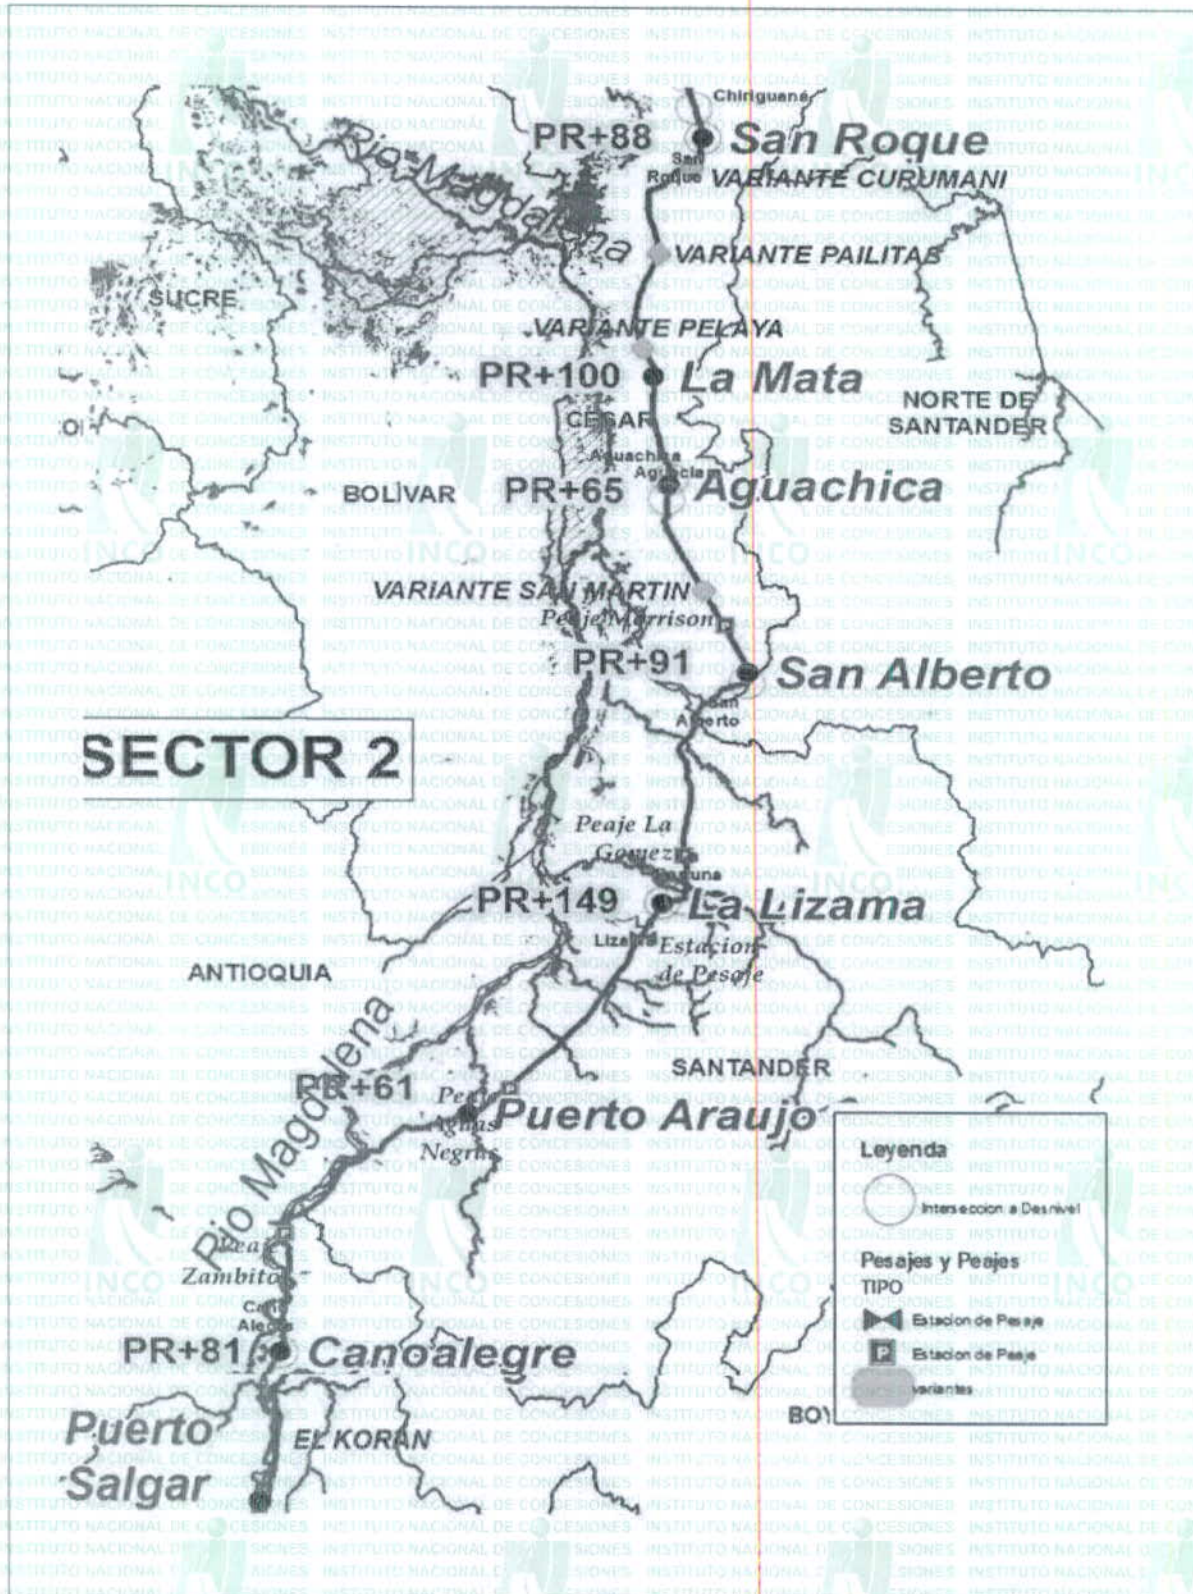 Chiriguaná
PR+88
San Roque
San
Roque
VARIANTE CURUMANI
Rio Magdalena
VARIANTE PAILITAS
SUCRE
VARIANTE PELAYA
PR+100
La Mata
NORTE DE
SANTANDER
CESAR
Aguachica
BOLÍVAR
PR+65
Aguachica
VARIANTE SAN MARTIN
Peaje Morrison
PR+91
San Alberto
San
Alberto
SECTOR 2
Peaje La
Gomez
PR+149
La Lizama
Lizama
Estacion
de Pesaje
ANTIOQUIA
Rio Magdalena
SANTANDER
PR+61
Puerto Araujo
Peaje
Aguas
Negras
Leyenda
Interseccion a Desnivel
Zambito
Pesajes y Peajes
TIPO
Estacion de Pesaje
Estacion de Peaje
Variantes
PR+81
Canoalegre
BOY
Puerto
Salgar
EL KORAN
INSTITUTO NACIONAL DE CONCESIONES
INCO